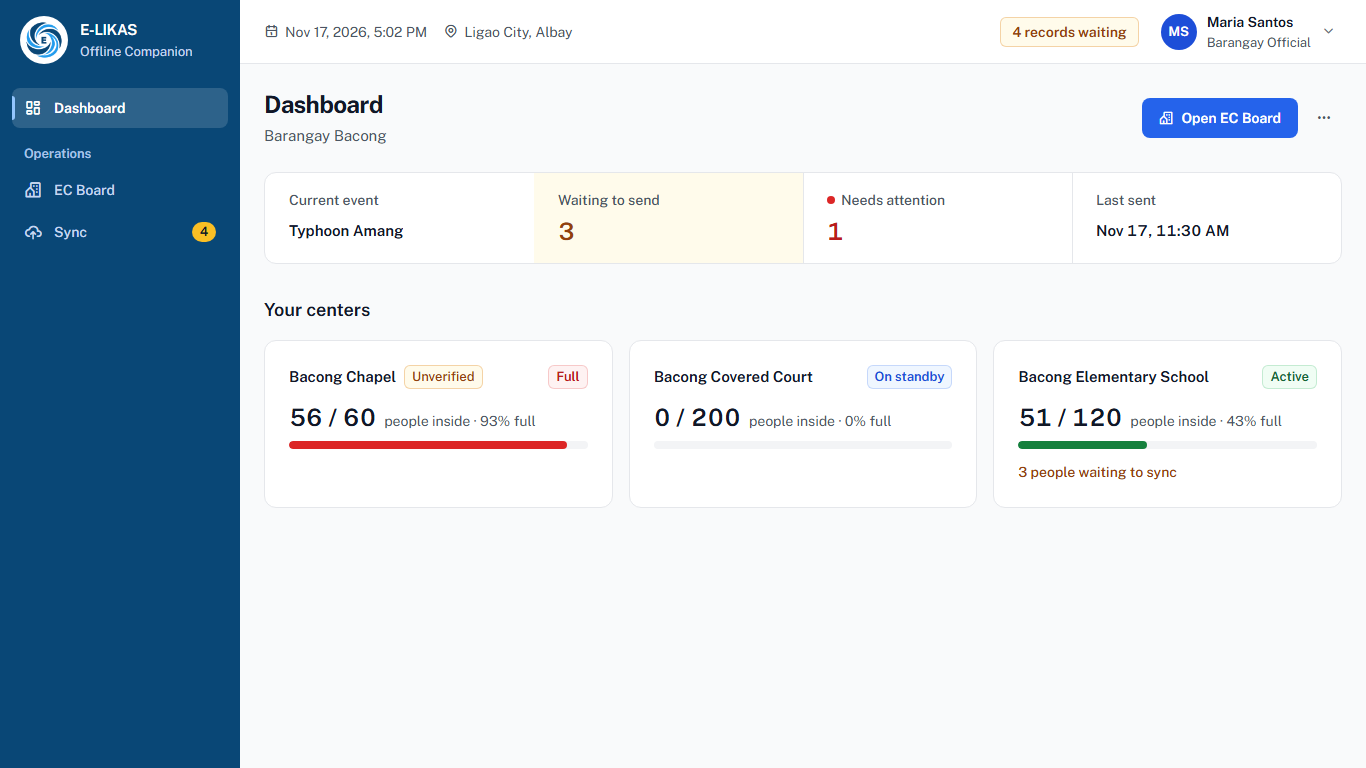 E-LIKAS
Offline Companion
Dashboard
Operations
EC Board
Sync 4
Nov 17, 2026, 5:02 PM Ligao City, Albay
4 records waiting
MS
Maria Santos
Barangay Official
Dashboard
Barangay Bacong
Open EC Board
Current event
Typhoon Amang
Waiting to send
3
Needs attention
1
Last sent
Nov 17, 11:30 AM
Your centers
Bacong Chapel Unverified Full
56 / 60 people inside · 93% full
Bacong Covered Court On standby
0 / 200 people inside · 0% full
Bacong Elementary School Active
51 / 120 people inside · 43% full
3 people waiting to sync